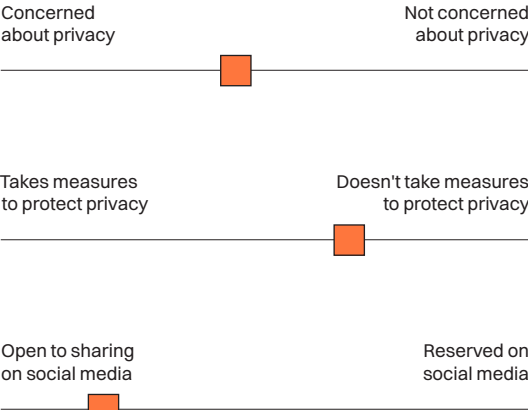 Concerned
about privacy
Not concerned
about privacy
Takes measures
to protect privacy
Doesn't take measures
to protect privacy
Open to sharing
on social media
Reserved on
social media